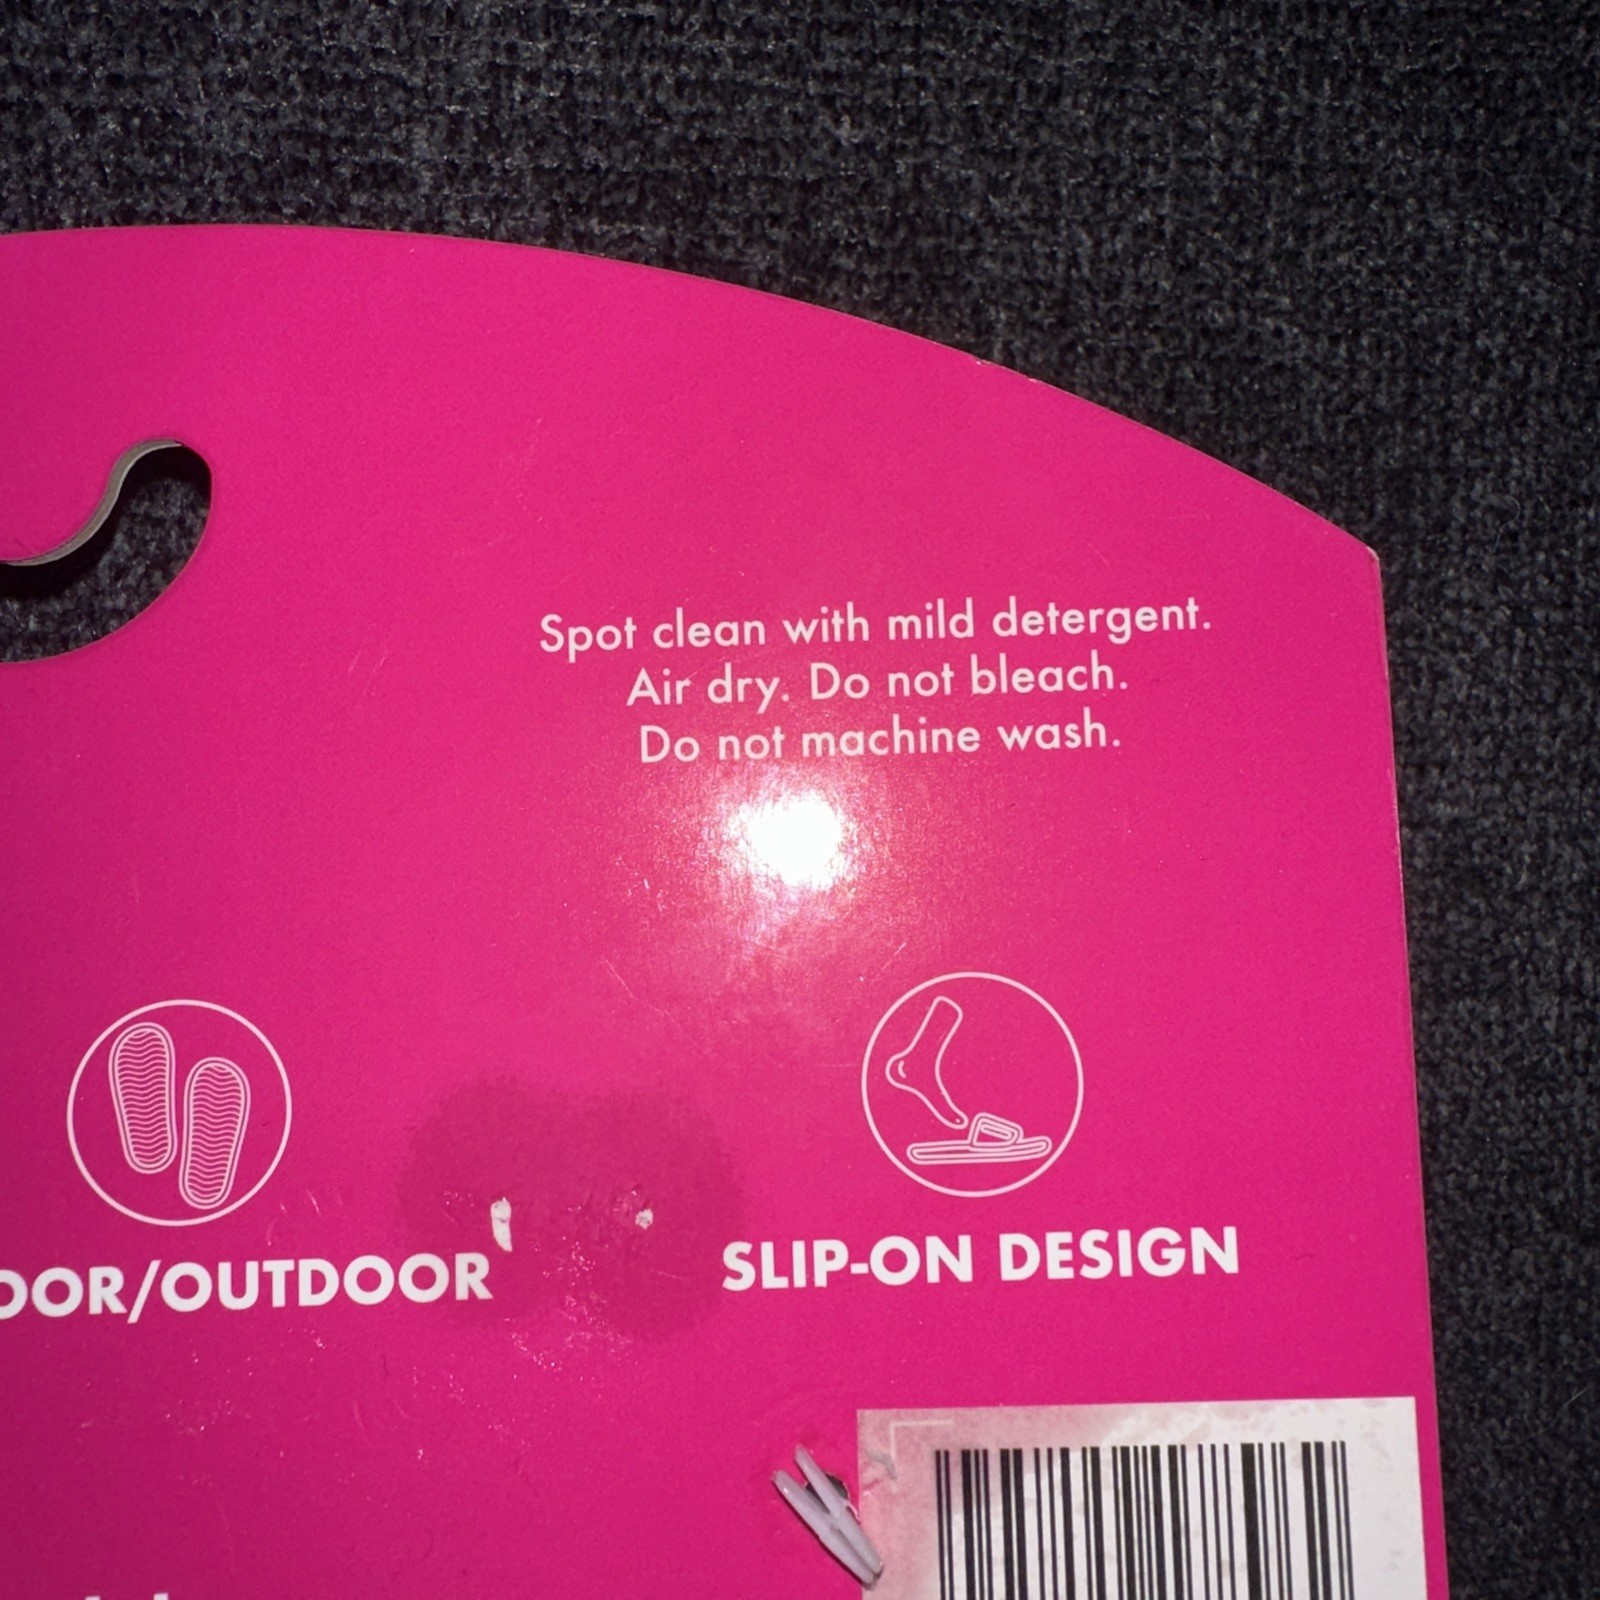 Spot clean with mild detergent.
Air dry. Do not bleach.
Do not machine wash.
OOR/OUTDOOR
SLIP-ON DESIGN